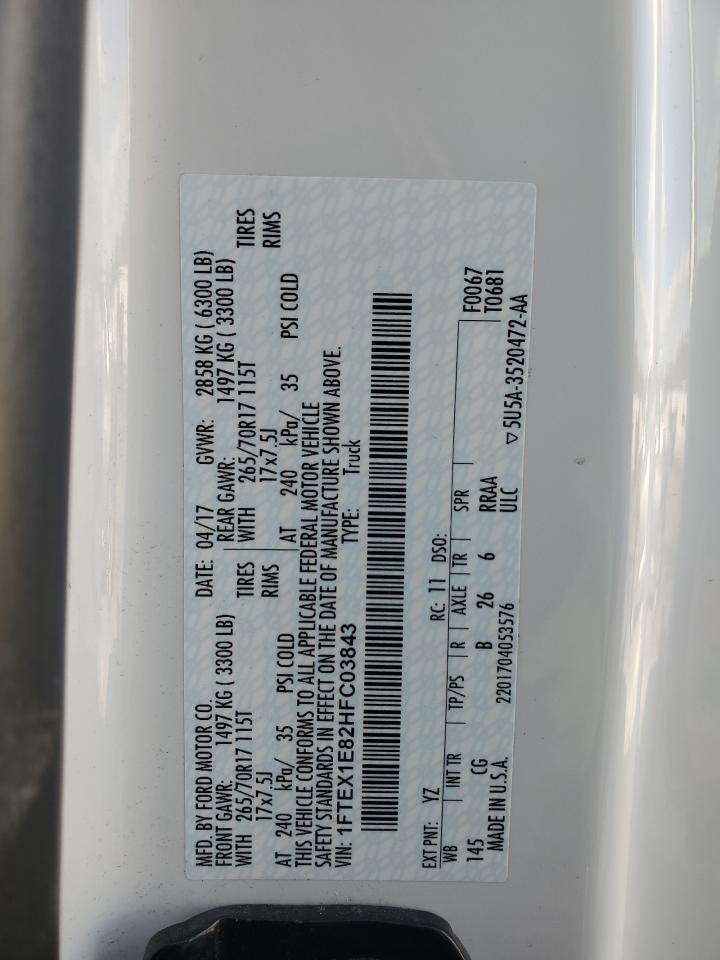 MFD. BY FORD MOTOR CO. DATE: 04/17 GVWR: 2858 KG ( 6300 LB)
FRONT GAWR: 1497 KG ( 3300 LB) REAR GAWR: 1497 KG ( 3300 LB)
WITH 265/70R17 115T TIRES WITH 265/70R17 115T TIRES
17x7.5J RIMS 17x7.5J RIMS
AT 240 kPa/ 35 PSI COLD AT 240 kPa/ 35 PSI COLD
THIS VEHICLE CONFORMS TO ALL APPLICABLE FEDERAL MOTOR VEHICLE
SAFETY STANDARDS IN EFFECT ON THE DATE OF MANUFACTURE SHOWN ABOVE.
VIN: 1FTEX1E82HFC03843 TYPE: Truck
EXT PNT: YZ RC: 11 DSO:
WB INT TR TP/PS R AXLE TR SPR F0067
145 CG B 26 6 RRAA T0681
MADE IN U.S.A. 2201704053576 ULC ▽5U5A-3520472-AA